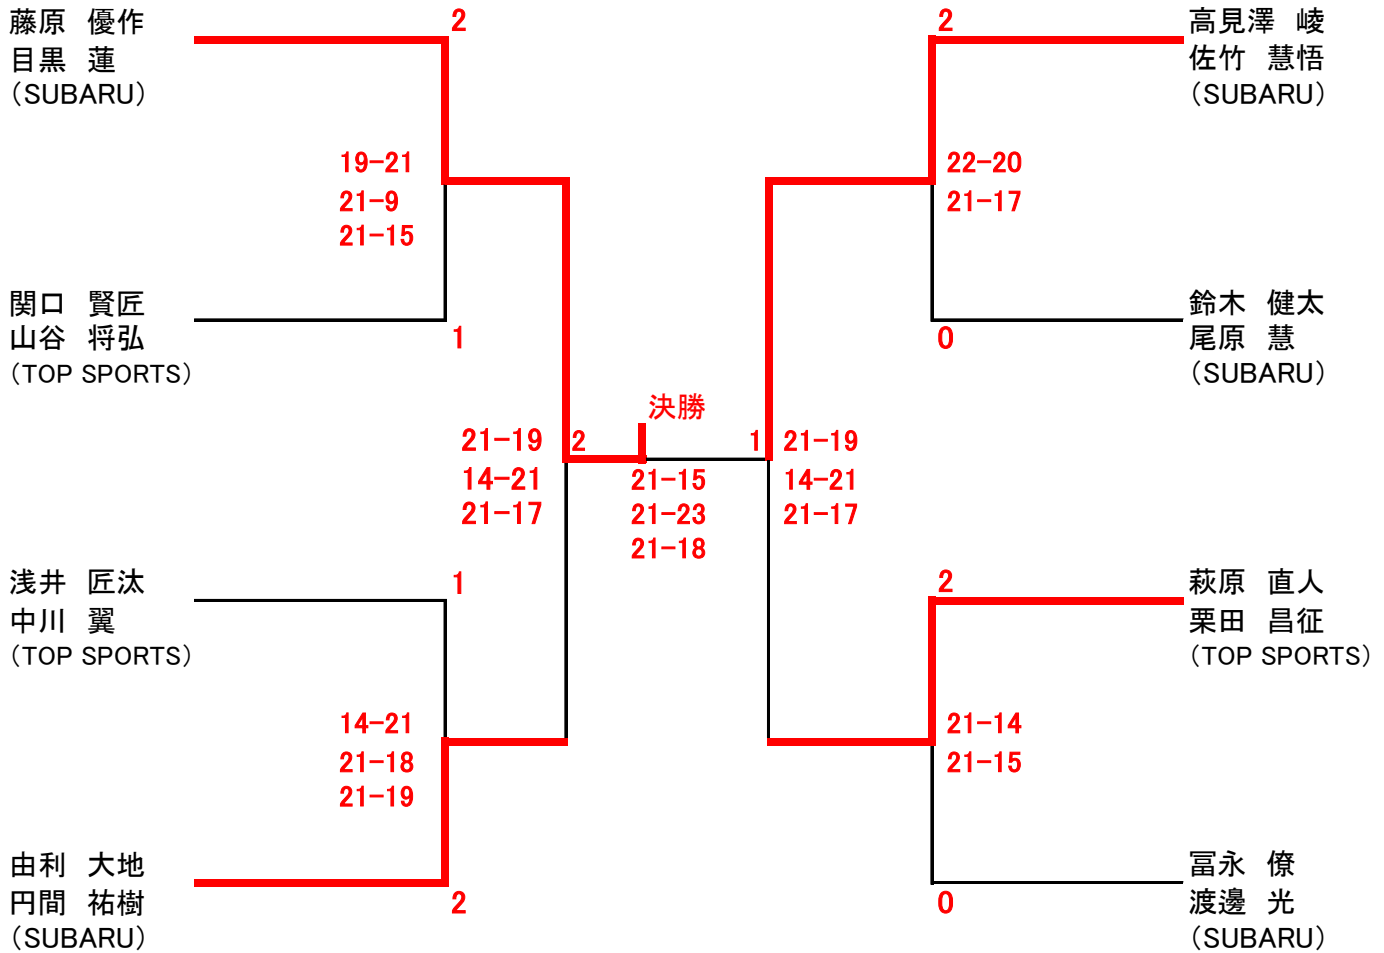 藤原　優作
目黒　蓮
（SUBARU）
2
19-21
21-9
21-15
関口　賢匠
山谷　将弘
（TOP SPORTS）
1
浅井　匠汰
中川　翼
（TOP SPORTS）
1
14-21
21-18
21-19
由利　大地
円間　祐樹
（SUBARU）
2
21-19
14-21
21-17
2
決勝
21-15
21-23
21-18
1
21-19
14-21
21-17
2
高見澤　崚
佐竹　慧悟
（SUBARU）
22-20
21-17
鈴木　健太
尾原　慧
（SUBARU）
0
2
萩原　直人
栗田　昌征
（TOP SPORTS）
21-14
21-15
冨永　僚
渡邊　光
（SUBARU）
0